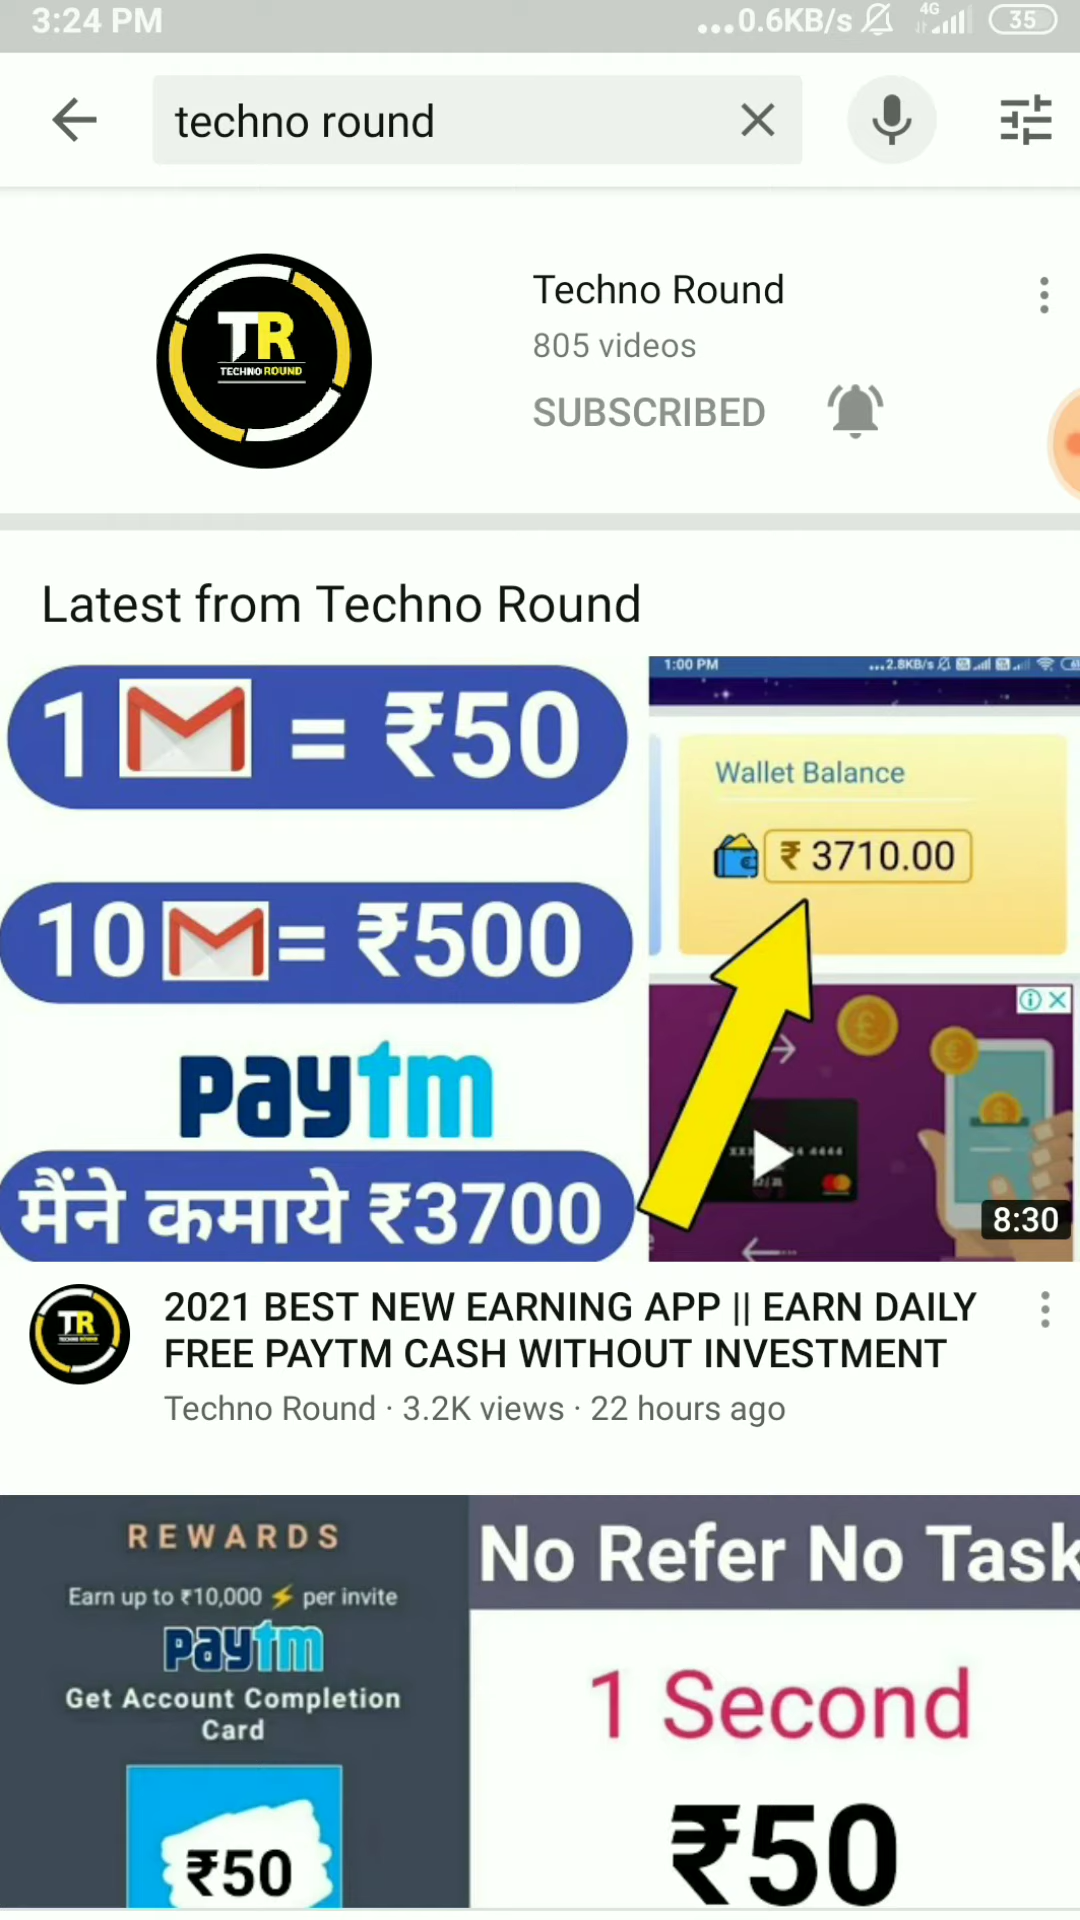 3:24 PM
...0.6KB/s 4G 35
techno round
TR
TECHNO ROUND
Techno Round
805 videos
SUBSCRIBED
Latest from Techno Round
1 = ₹50
10 = ₹500
paytm
मैंने कमाये ₹3700
1:00 PM
...2.8KB/s
Wallet Balance
₹ 3710.00
8:30
TR
2021 BEST NEW EARNING APP || EARN DAILY
FREE PAYTM CASH WITHOUT INVESTMENT
Techno Round · 3.2K views · 22 hours ago
REWARDS
Earn up to ₹10,000 ⚡ per invite
paytm
Get Account Completion
Card
₹50
No Refer No Task
1 Second
₹50